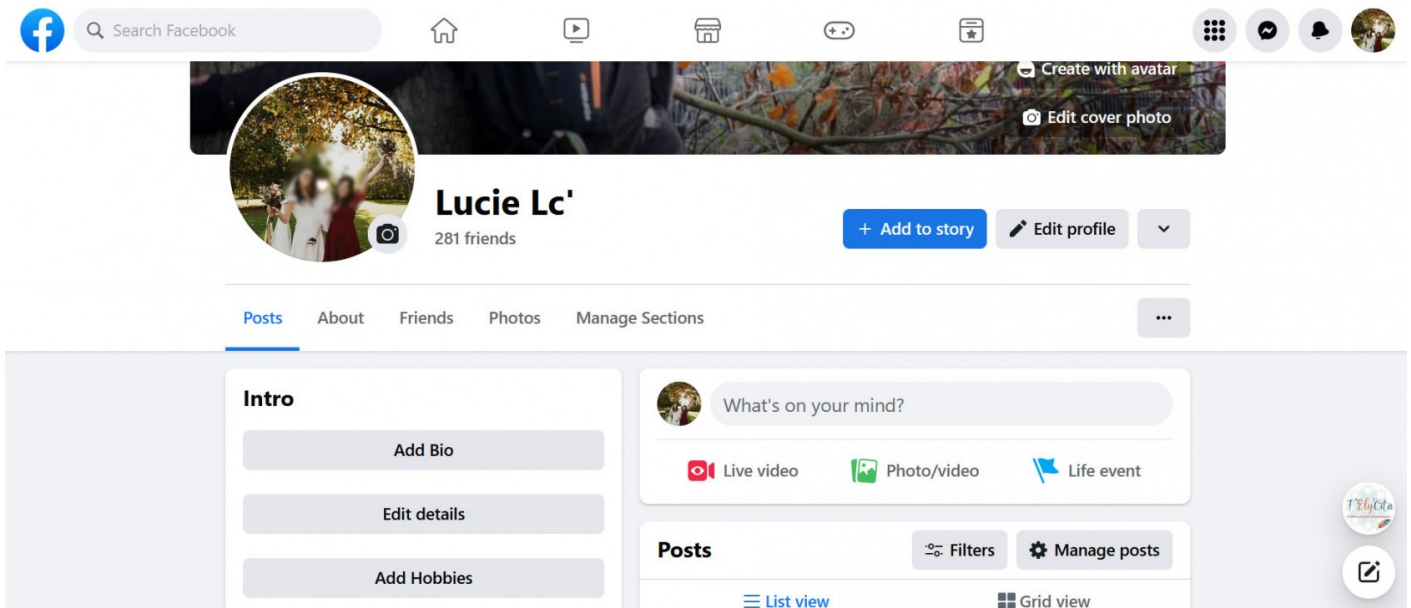 Search Facebook
Create with avatar
Edit cover photo
Lucie Lc'
281 friends
+ Add to story
Edit profile
Posts About Friends Photos Manage Sections
Intro
Add Bio
Edit details
Add Hobbies
What's on your mind?
Live video Photo/video Life event
Posts
Filters
Manage posts
List view
Grid view
F'Ely'Cita